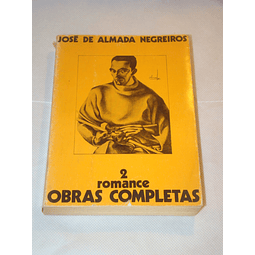 JOSÉ DE ALMADA NEGREIROS
2
romance
OBRAS COMPLETAS